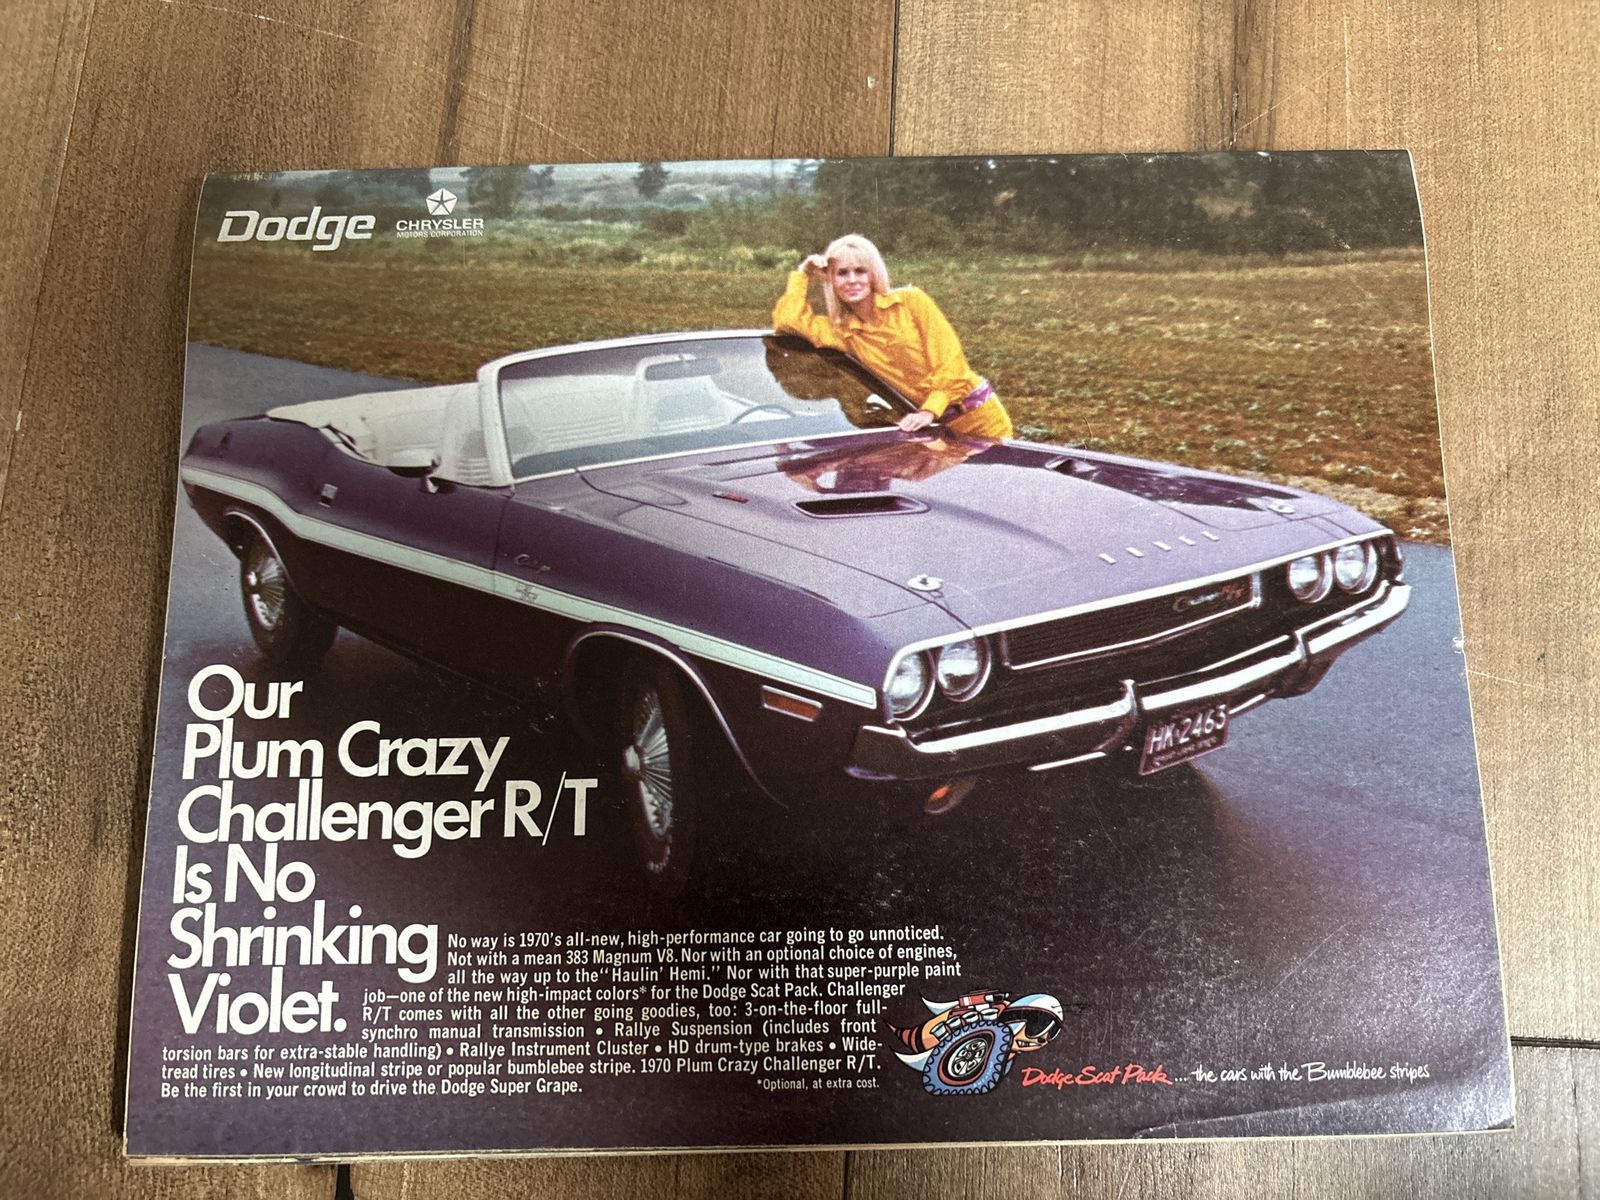 Dodge
CHRYSLER
MOTORS CORPORATION
Challenger R/T
HK·2463
Our
Plum Crazy
Challenger R/T
Is No
Shrinking
Violet.
No way is 1970's all-new, high-performance car going to go unnoticed.
Not with a mean 383 Magnum V8. Nor with an optional choice of engines,
all the way up to the "Haulin' Hemi." Nor with that super-purple paint
job—one of the new high-impact colors* for the Dodge Scat Pack. Challenger
R/T comes with all the other going goodies, too: 3-on-the-floor full-
synchro manual transmission • Rallye Suspension (includes front
torsion bars for extra-stable handling) • Rallye Instrument Cluster • HD drum-type brakes • Wide-
tread tires • New longitudinal stripe or popular bumblebee stripe. 1970 Plum Crazy Challenger R/T.
Be the first in your crowd to drive the Dodge Super Grape.
*Optional, at extra cost.
Dodge Scat Pack... the cars with the Bumblebee stripes